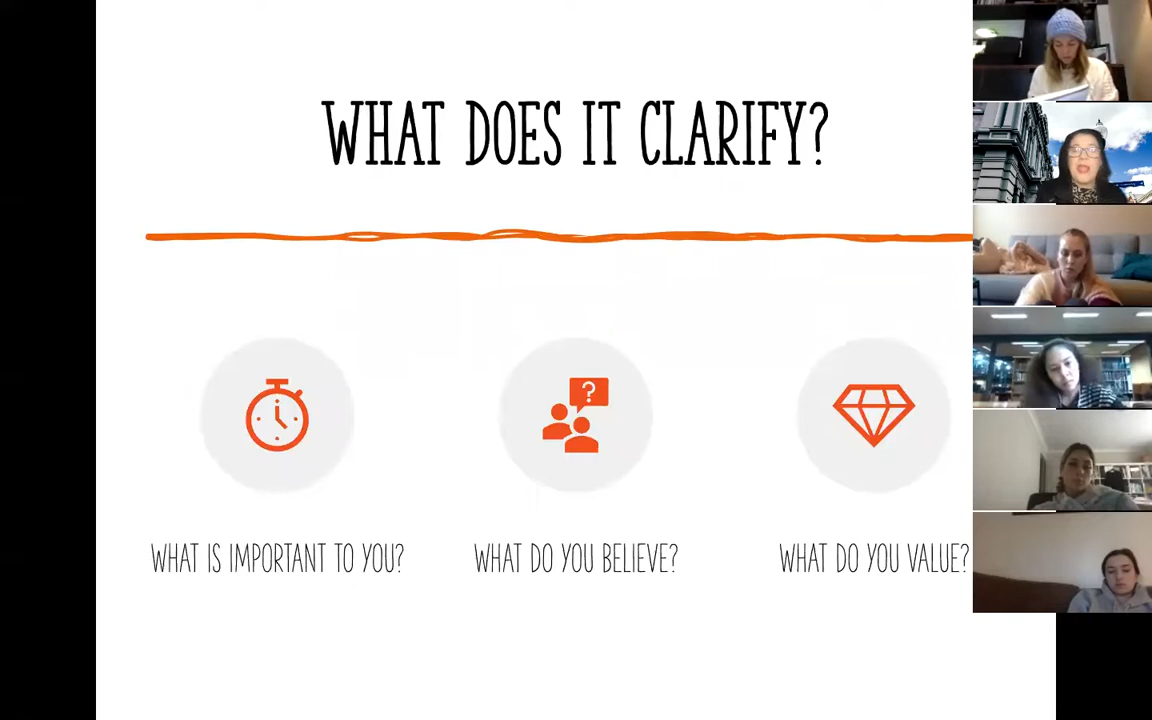 WHAT DOES IT CLARIFY?
?
WHAT IS IMPORTANT TO YOU?
WHAT DO YOU BELIEVE?
WHAT DO YOU VALUE?